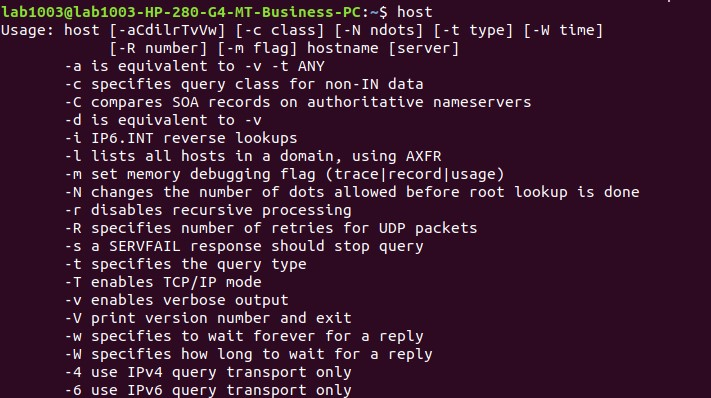 lab1003@lab1003-HP-280-G4-MT-Business-PC:~$ host
Usage: host [-aCdilrTvVw] [-c class] [-N ndots] [-t type] [-W time]
            [-R number] [-m flag] hostname [server]
       -a is equivalent to -v -t ANY
       -c specifies query class for non-IN data
       -C compares SOA records on authoritative nameservers
       -d is equivalent to -v
       -i IP6.INT reverse lookups
       -l lists all hosts in a domain, using AXFR
       -m set memory debugging flag (trace|record|usage)
       -N changes the number of dots allowed before root lookup is done
       -r disables recursive processing
       -R specifies number of retries for UDP packets
       -s a SERVFAIL response should stop query
       -t specifies the query type
       -T enables TCP/IP mode
       -v enables verbose output
       -V print version number and exit
       -w specifies to wait forever for a reply
       -W specifies how long to wait for a reply
       -4 use IPv4 query transport only
       -6 use IPv6 query transport only